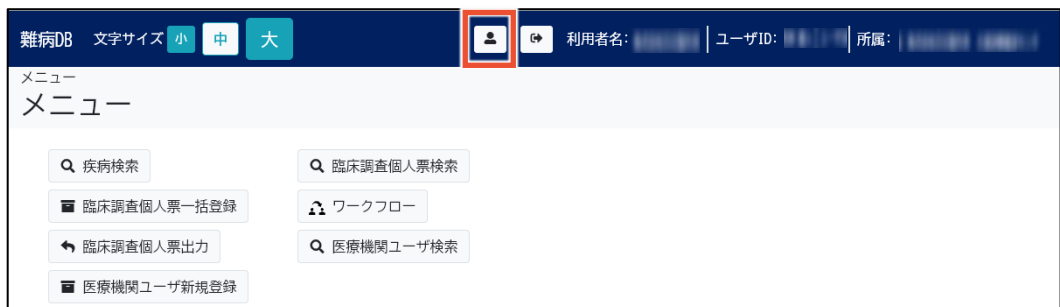 難病DB 文字サイズ 小 中 大 利用者名: ユーザID: 所属:
メニュー
メニュー
疾病検索 臨床調査個人票検索
臨床調査個人票一括登録 ワークフロー
臨床調査個人票出力 医療機関ユーザ検索
医療機関ユーザ新規登録